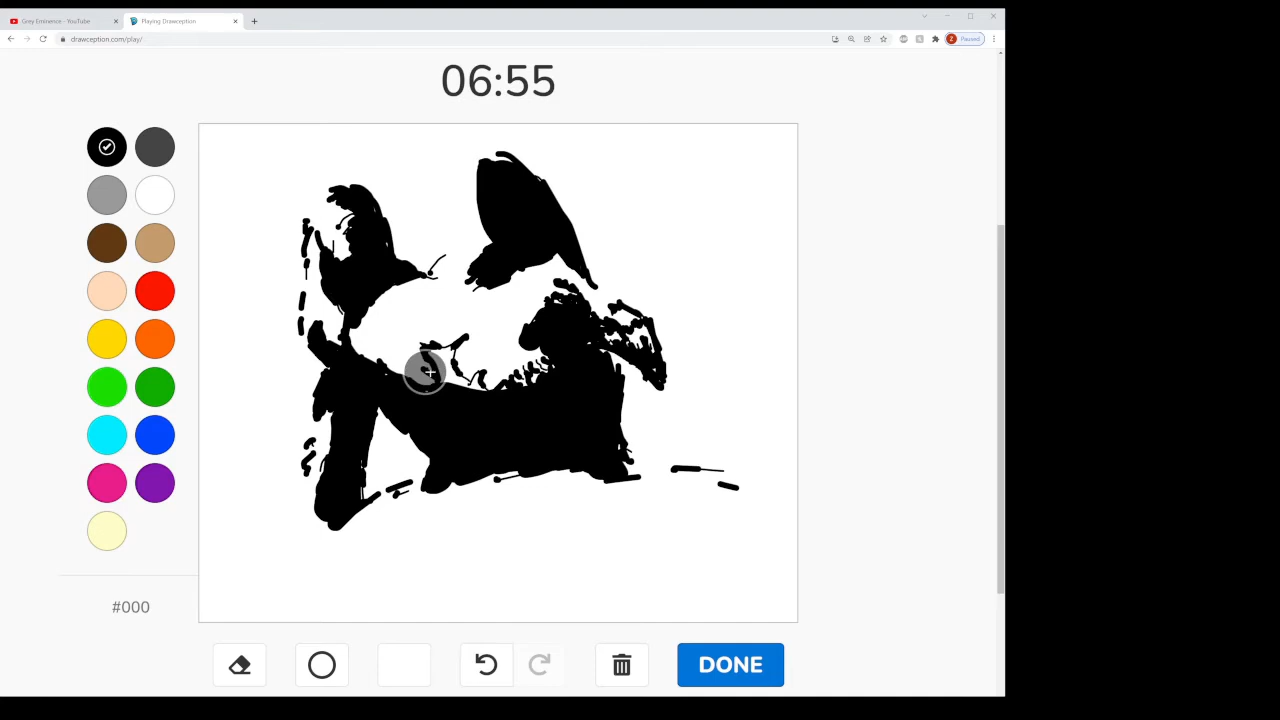 Grey Eminence - YouTube
Playing Drawception
drawception.com/play/
Z Paused
06:55
#000
DONE